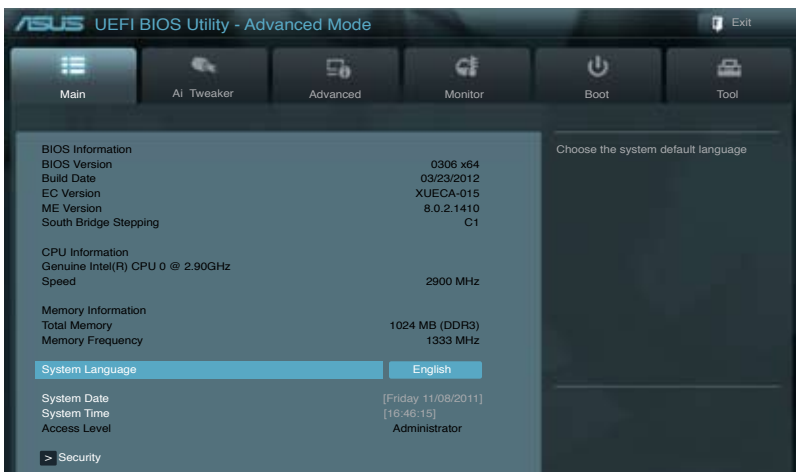 ASUS UEFI BIOS Utility - Advanced Mode
Exit
Main
Ai Tweaker
Advanced
Monitor
Boot
Tool
BIOS Information
BIOS Version 0306 x64
Build Date 03/23/2012
EC Version XUECA-015
ME Version 8.0.2.1410
South Bridge Stepping C1
CPU Information
Genuine Intel(R) CPU 0 @ 2.90GHz
Speed 2900 MHz
Memory Information
Total Memory 1024 MB (DDR3)
Memory Frequency 1333 MHz
System Language English
System Date [Friday 11/08/2011]
System Time [16:46:15]
Access Level Administrator
> Security
Choose the system default language